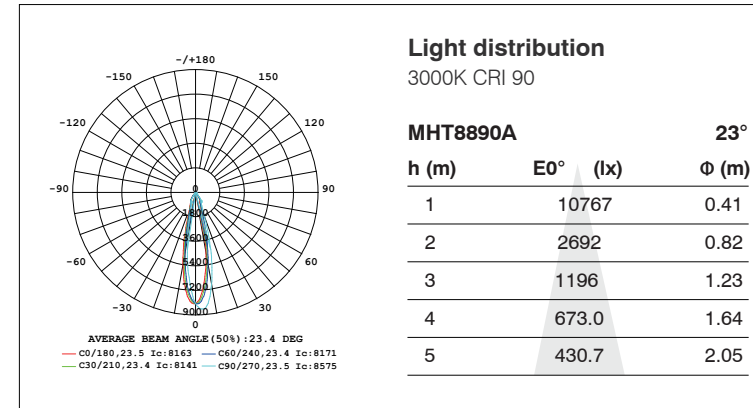 -/+180
-150 150
-120 120
-90 90
-60 60
-30 30
0
0
1800
3600
5400
7200
9000
AVERAGE BEAM ANGLE(50%):23.4 DEG
C0/180,23.5 Ic:8163 C60/240,23.4 Ic:8171
C30/210,23.4 Ic:8141 C90/270,23.5 Ic:8575
Light distribution
3000K CRI 90
MHT8890A 23°
h (m) E0° (lx) Φ (m)
1 10767 0.41
2 2692 0.82
3 1196 1.23
4 673.0 1.64
5 430.7 2.05